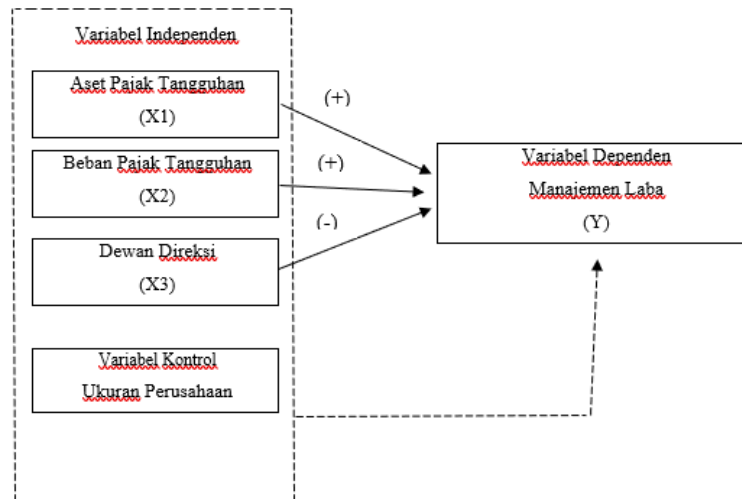 Variabel Independen
Aset Pajak Tangguhan
(X1)
(+)
Beban Pajak Tangguhan
(X2)
(+)
Dewan Direksi
(X3)
(-)
Variabel Kontrol
Ukuran Perusahaan
Variabel Dependen
Manajemen Laba
(Y)